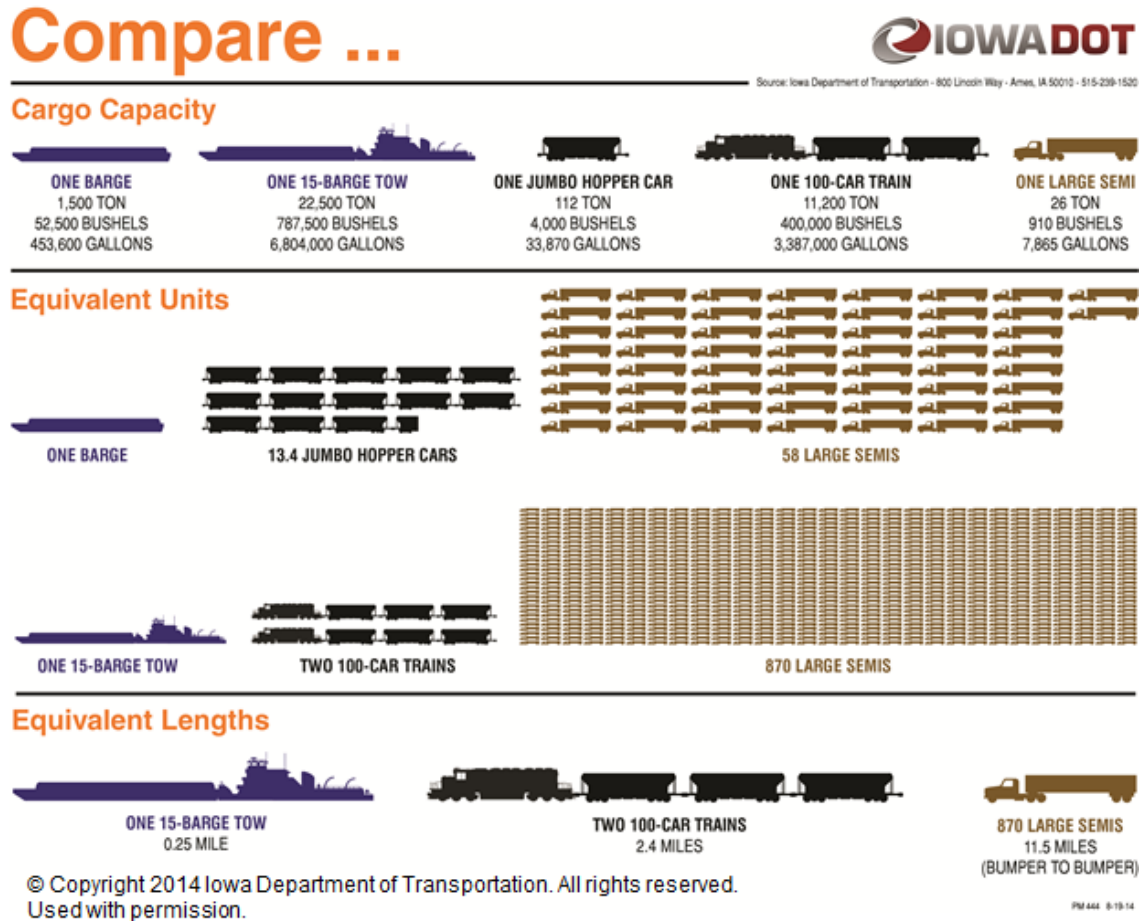 Compare ...
IOWADOT
Source: Iowa Department of Transportation - 800 Lincoln Way - Ames, IA 50010 - 515-239-1520
Cargo Capacity
ONE BARGE
1,500 TON
52,500 BUSHELS
453,600 GALLONS
ONE 15-BARGE TOW
22,500 TON
787,500 BUSHELS
6,804,000 GALLONS
ONE JUMBO HOPPER CAR
112 TON
4,000 BUSHELS
33,870 GALLONS
ONE 100-CAR TRAIN
11,200 TON
400,000 BUSHELS
3,387,000 GALLONS
ONE LARGE SEMI
26 TON
910 BUSHELS
7,865 GALLONS
Equivalent Units
ONE BARGE
13.4 JUMBO HOPPER CARS
58 LARGE SEMIS
ONE 15-BARGE TOW
TWO 100-CAR TRAINS
870 LARGE SEMIS
Equivalent Lengths
ONE 15-BARGE TOW
0.25 MILE
TWO 100-CAR TRAINS
2.4 MILES
870 LARGE SEMIS
11.5 MILES
(BUMPER TO BUMPER)
© Copyright 2014 Iowa Department of Transportation. All rights reserved.
Used with permission.
PM 444 8-19-14